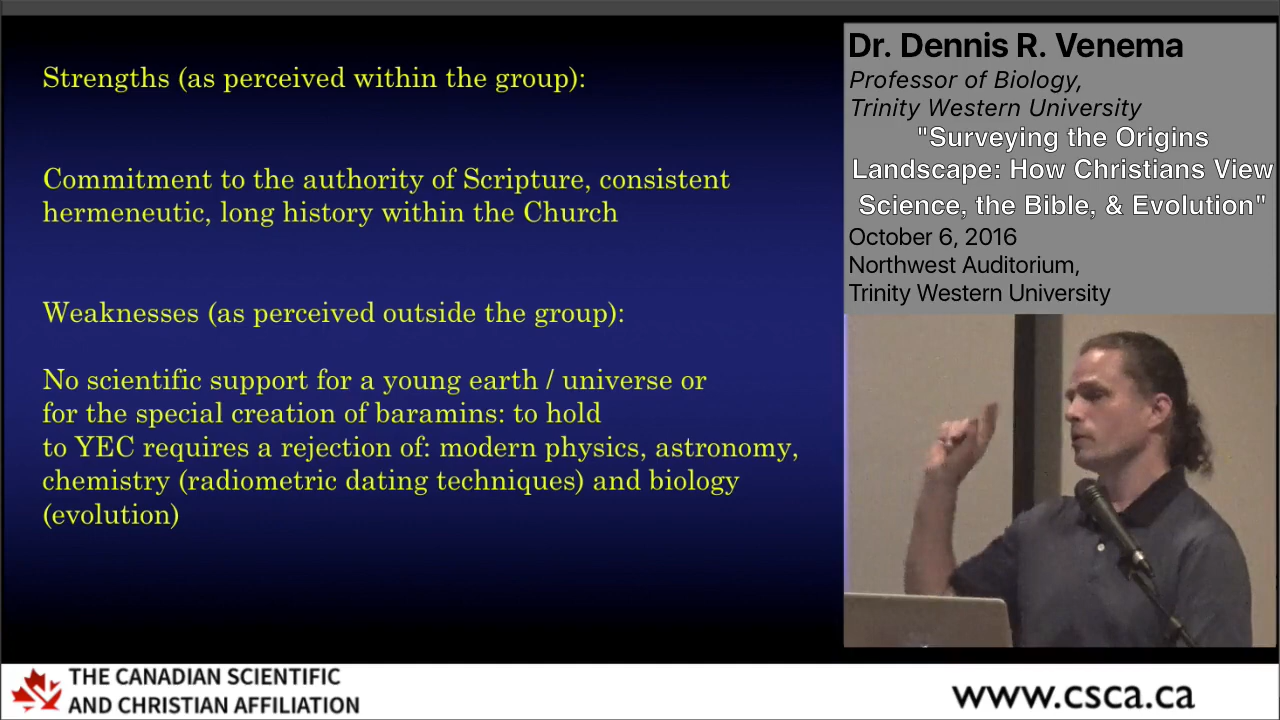 Strengths (as perceived within the group):
Commitment to the authority of Scripture, consistent
hermeneutic, long history within the Church
Weaknesses (as perceived outside the group):
No scientific support for a young earth / universe or
for the special creation of baramins: to hold
to YEC requires a rejection of: modern physics, astronomy,
chemistry (radiometric dating techniques) and biology
(evolution)
Dr. Dennis R. Venema
Professor of Biology,
Trinity Western University
"Surveying the Origins
Landscape: How Christians View
Science, the Bible, & Evolution"
October 6, 2016
Northwest Auditorium,
Trinity Western University
THE CANADIAN SCIENTIFIC
AND CHRISTIAN AFFILIATION
www.csca.ca